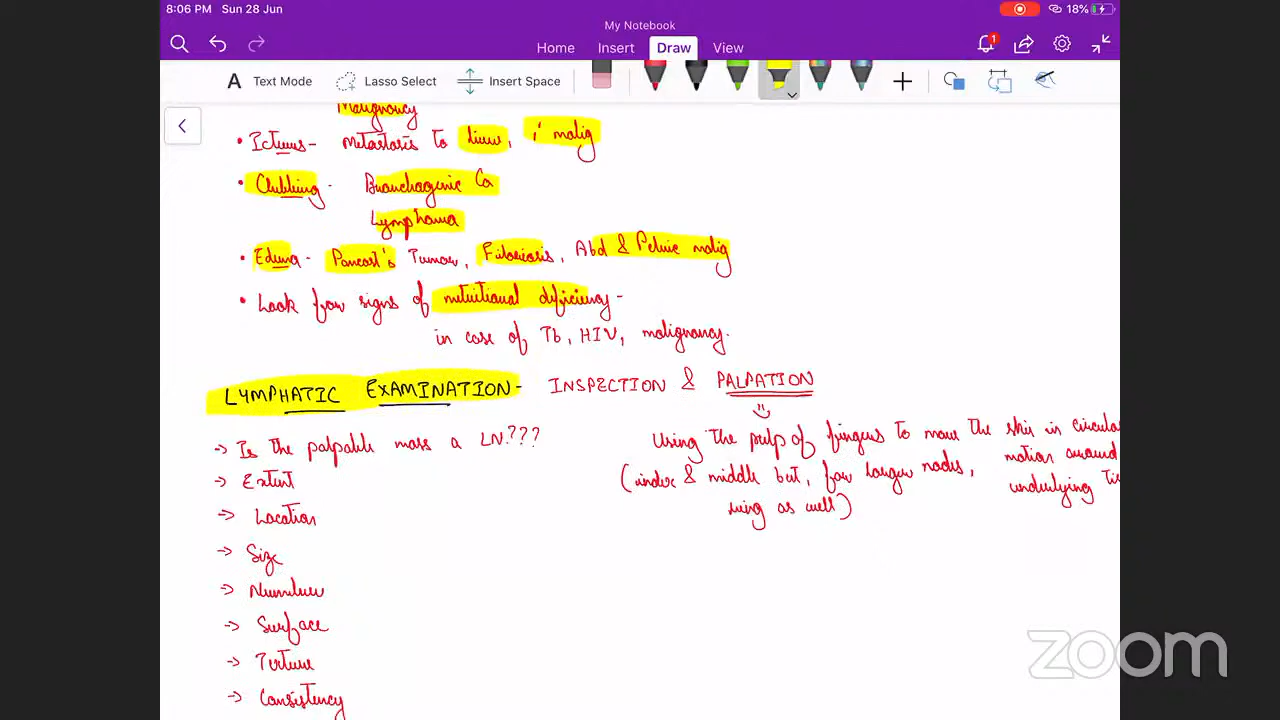 8:06 PM Sun 28 Jun
18%
My Notebook
Home Insert Draw View
1
A Text Mode Lasso Select Insert Space
Malignancy
• Icterus- Metastasis to liver, 1° malig
• Clubbing - Bronchogenic Ca
Lymphoma
• Edema - Pancoast's Tumor, Filariasis, Abd & Pelvic malig
• Look for signs of nutritional deficiency -
in case of Tb, HIV, malignancy.
LYMPHATIC EXAMINATION- INSPECTION & PALPATION
→ Is the palpable mass a LN???
Using the pulp of fingers to move the skin in circula
(index & middle but, for larger nodes, motion around
ring as well) underlying Tis
→ Extent
→ Location
→ Size
→ Number
→ Surface
→ Texture
→ Consistency
zoom